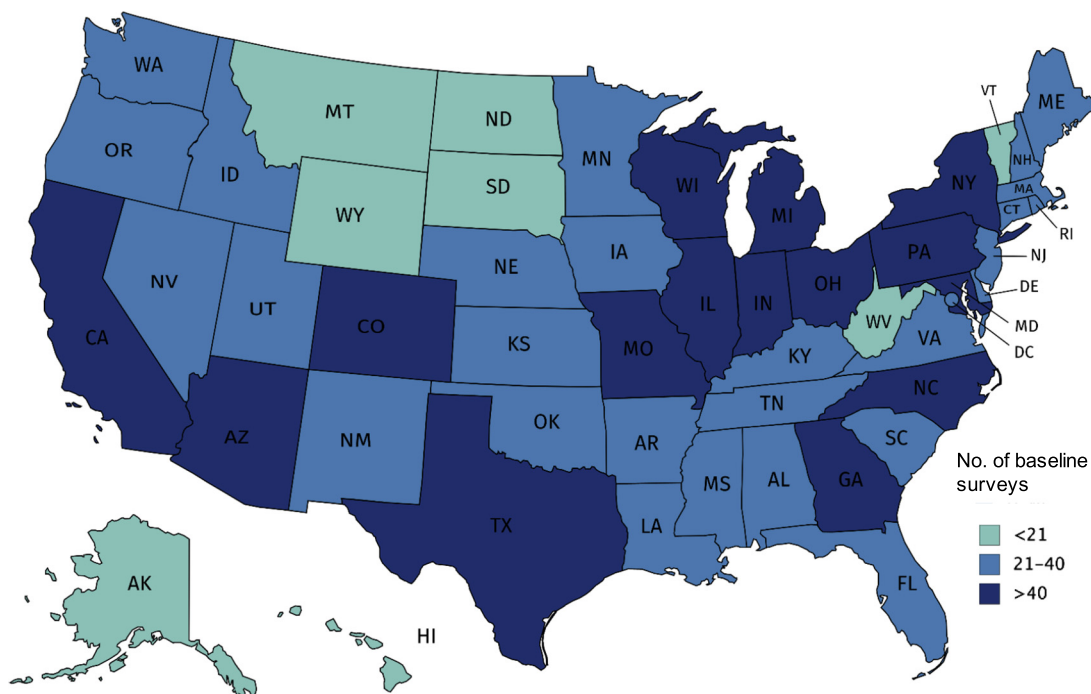 WA
MT
ND
MN
VT
ME
OR
ID
SD
WI
NH
NY
MA
WY
MI
CT
RI
IA
PA
NJ
NE
NV
OH
DE
UT
IL
IN
CO
WV
MD
CA
KS
MO
KY
VA
DC
NC
TN
AZ
NM
OK
AR
SC
MS
AL
GA
TX
LA
FL
AK
HI
No. of baseline
surveys
<21
21–40
>40